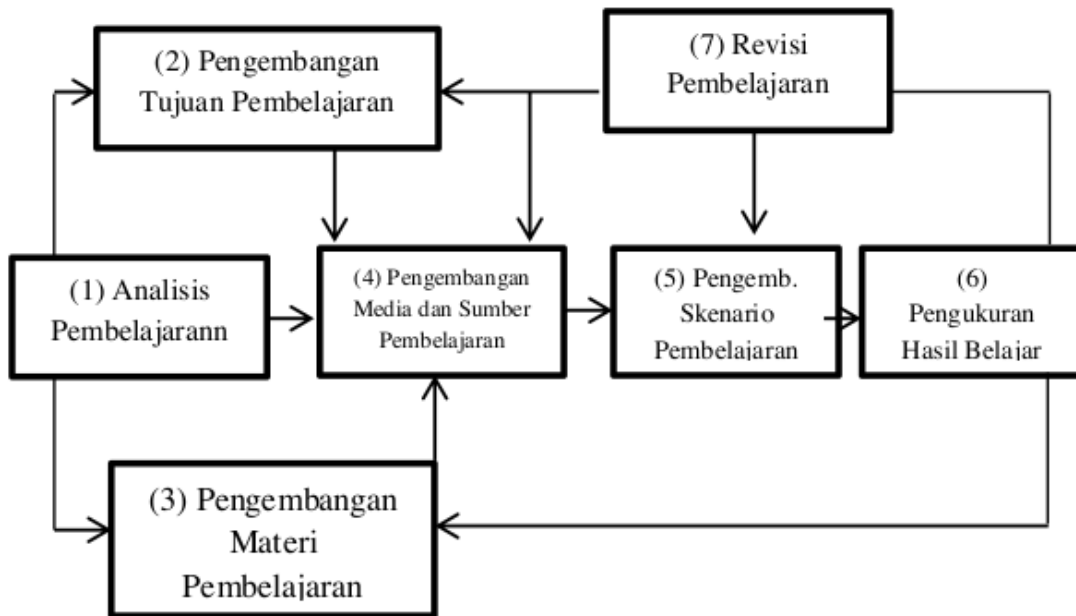 (2) Pengembangan
Tujuan Pembelajaran
(7) Revisi
Pembelajaran
(1) Analisis
Pembelajarann
(4) Pengembangan
Media dan Sumber
Pembelajaran
(5) Pengemb.
Skenario
Pembelajaran
(6)
Pengukuran
Hasil Belajar
(3) Pengembangan
Materi
Pembelajaran